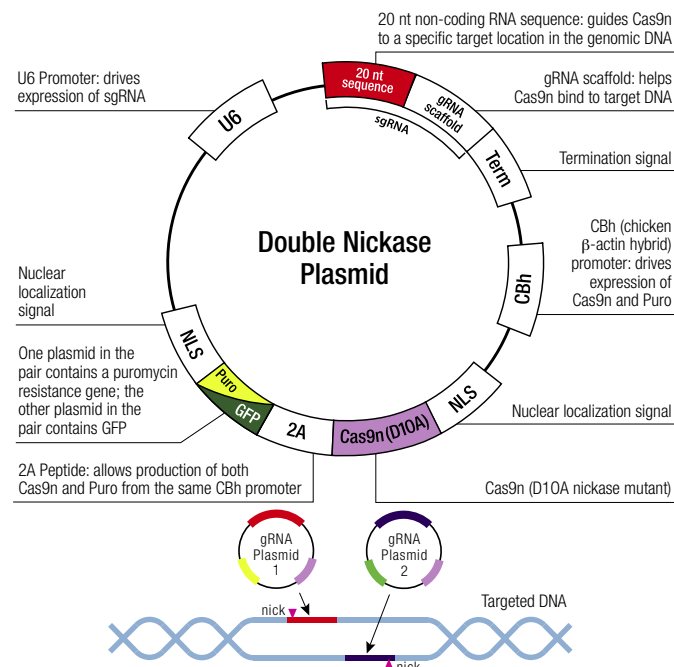 20 nt non-coding RNA sequence: guides Cas9n
to a specific target location in the genomic DNA
U6 Promoter: drives
expression of sgRNA
gRNA scaffold: helps
Cas9n bind to target DNA
20 nt
sequence
gRNA
scaffold
sgRNA
U6
Term
Termination signal
Double Nickase
Plasmid
CBh (chicken
β-actin hybrid)
promoter: drives
expression of
Cas9n and Puro
CBh
Nuclear
localization
signal
NLS
One plasmid in the
pair contains a puromycin
resistance gene; the
other plasmid in the
pair contains GFP
Puro
GFP
2A
Cas9n (D10A)
NLS
Nuclear localization signal
2A Peptide: allows production of both
Cas9n and Puro from the same CBh promoter
Cas9n (D10A nickase mutant)
gRNA
Plasmid
1
gRNA
Plasmid
2
nick
Targeted DNA
nick